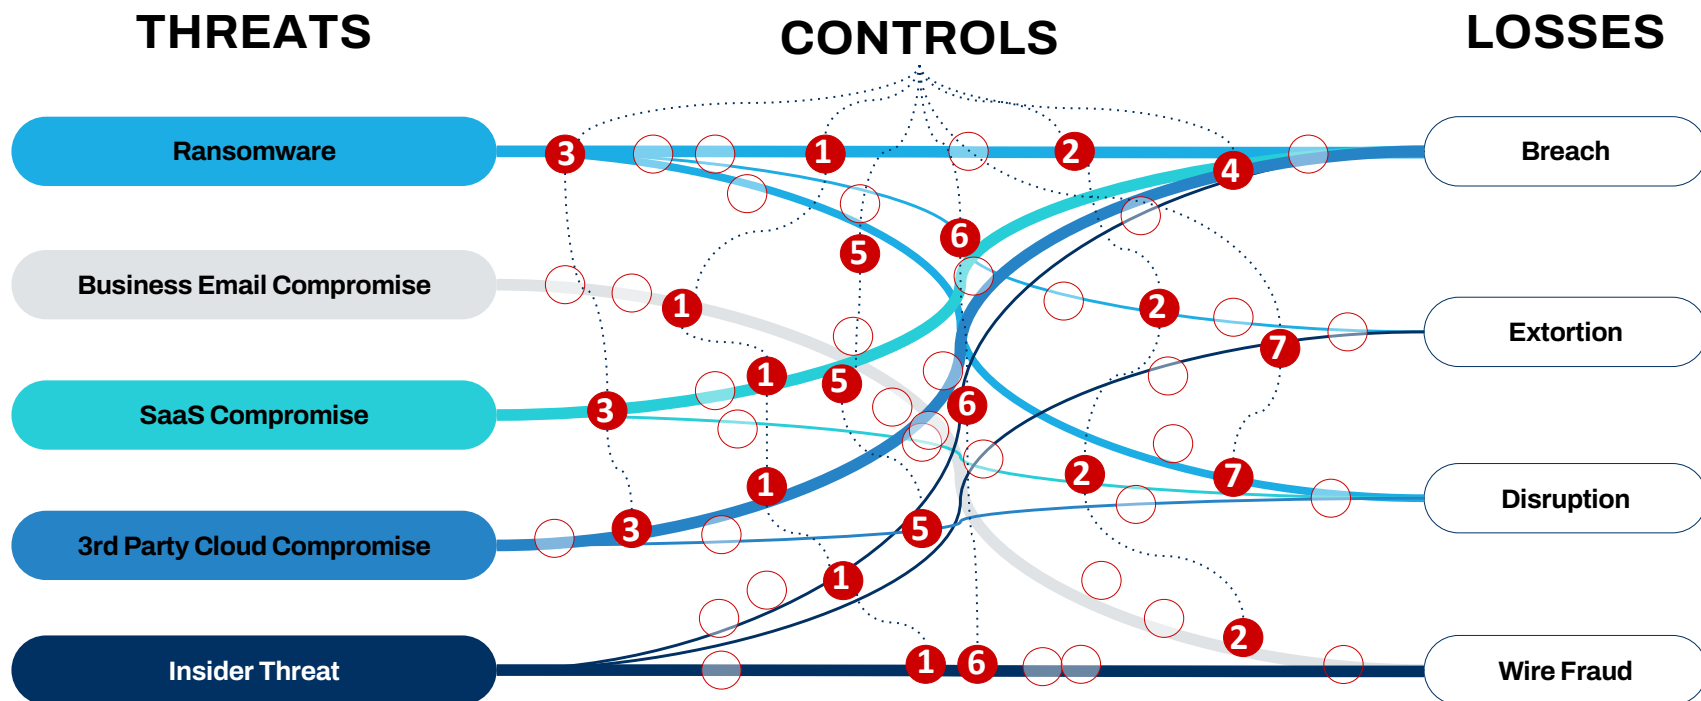 THREATS
CONTROLS
LOSSES
Ransomware
3
1
2
4
Breach
5
6
Business Email Compromise
1
2
7
Extortion
SaaS Compromise
3
1
5
6
3rd Party Cloud Compromise
3
1
5
2
7
Disruption
1
Insider Threat
1
6
2
Wire Fraud